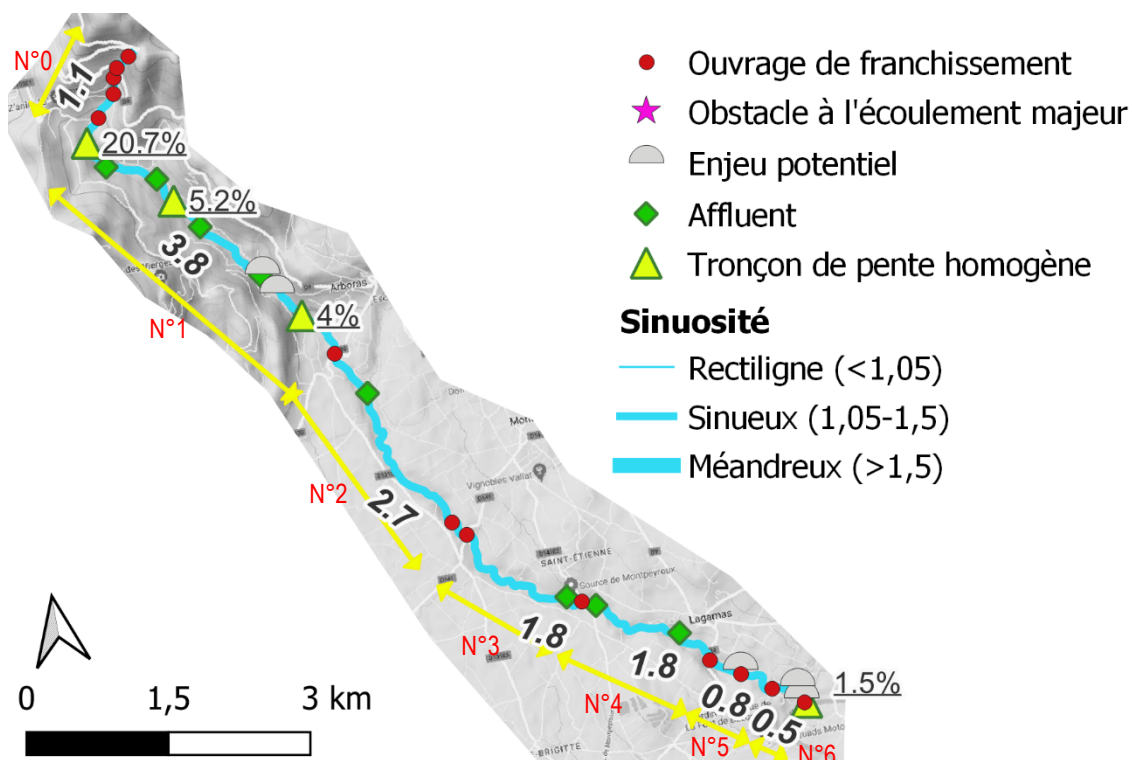 N°0
1.1
20.7%
5.2%
3.8
N°1
Arboras
4%
N°2
2.7
Vignobles Vallat
SAINT-ÉTIENNE
Source de Montpeyroux
Lagamas
N°3
1.8
N°4
1.8
0.8
0.5
1.5%
N°5
N°6
BRIGITTE
Ouvrage de franchissement
Obstacle à l'écoulement majeur
Enjeu potentiel
Affluent
Tronçon de pente homogène
Sinuosité
Rectiligne (<1,05)
Sinueux (1,05-1,5)
Méandreux (>1,5)
0 1,5 3 km